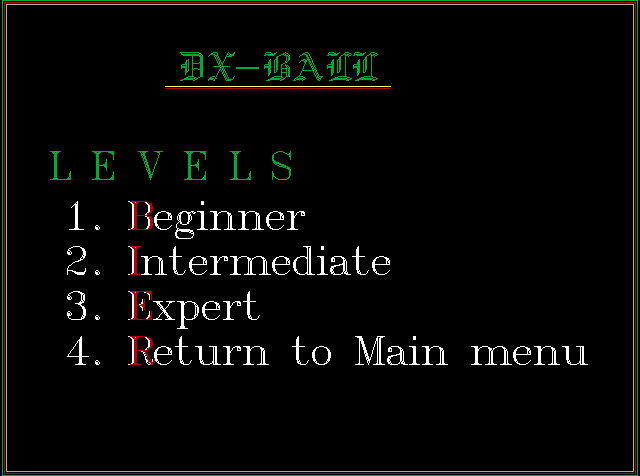 DX-BALL
L E V E L S
1. Beginner
2. Intermediate
3. Expert
4. Return to Main menu